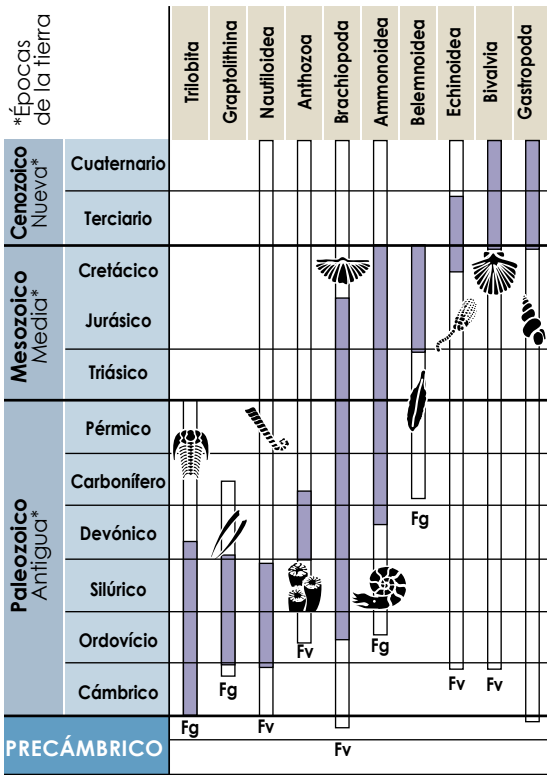 *Épocas
de la tierra
Trilobita
Graptolithina
Nautiloidea
Anthozoa
Brachiopoda
Ammonoidea
Belemnoidea
Echinoidea
Bivalvia
Gastropoda
Cenozoico
Nueva*
Cuaternario
Terciario
Mesozoico
Media*
Cretácico
Jurásico
Triásico
Paleozoico
Antigua*
Pérmico
Carbonífero
Devónico
Fg
Silúrico
Ordovício
Fv
Fg
Cámbrico
Fg
Fv
Fv
Fg
Fv
PRECÁMBRICO
Fv